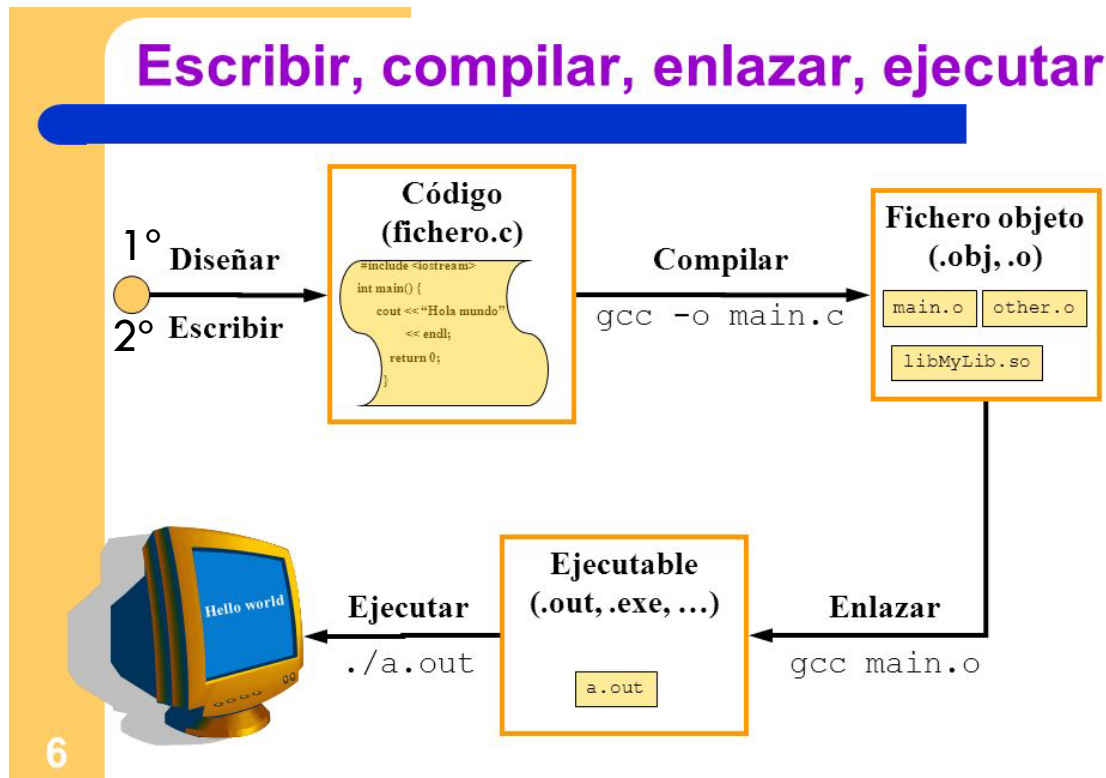 Escribir, compilar, enlazar, ejecutar
1°
Diseñar
2°
Escribir
Código
(fichero.c)
#include <iostream>
int main() {
cout << “Hola mundo”
<< endl;
return 0;
}
Compilar
gcc -o main.c
Fichero objeto
(.obj, .o)
main.o
other.o
libMyLib.so
Enlazar
gcc main.o
Ejecutable
(.out, .exe, …)
a.out
Ejecutar
./a.out
Hello world
6